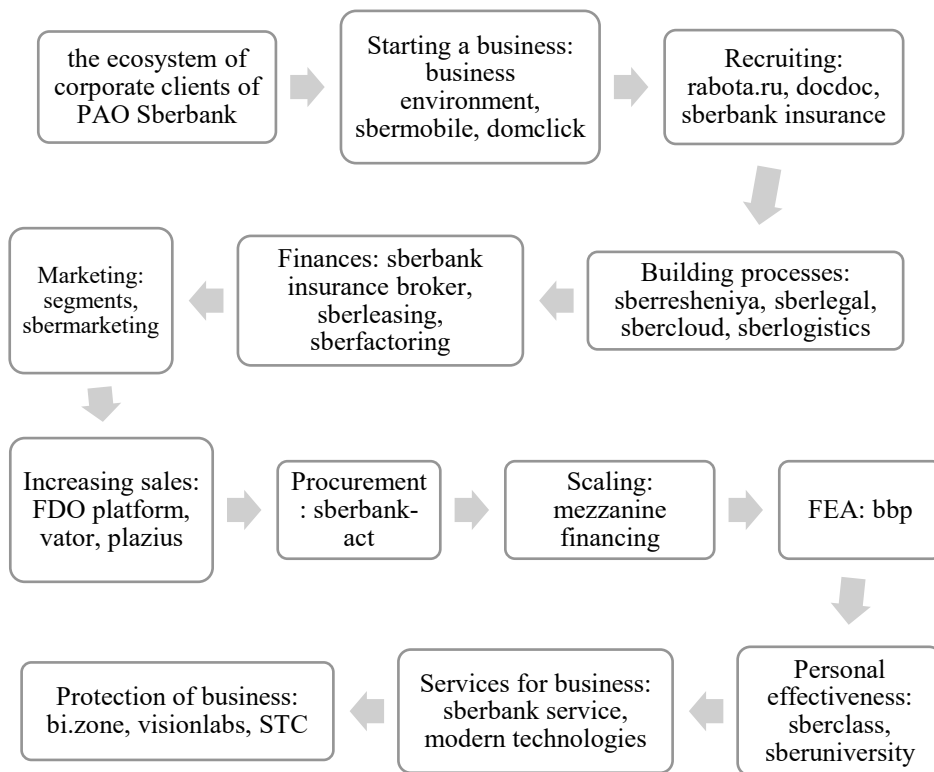 the ecosystem of
corporate clients of
PAO Sberbank
Starting a business:
business
environment,
sbermobile, domclick
Recruiting:
rabota.ru, docdoc,
sberbank insurance
Building processes:
sberresheniya, sberlegal,
sbercloud, sberlogistics
Finances: sberbank
insurance broker,
sberleasing,
sberfactoring
Marketing:
segments,
sbermarketing
Increasing sales:
FDO platform,
vator, plazius
Procurement
: sberbank-
act
Scaling:
mezzanine
financing
FEA: bbp
Personal
effectiveness:
sberclass,
sberuniversity
Services for business:
sberbank service,
modern technologies
Protection of business:
bi.zone, visionlabs, STC